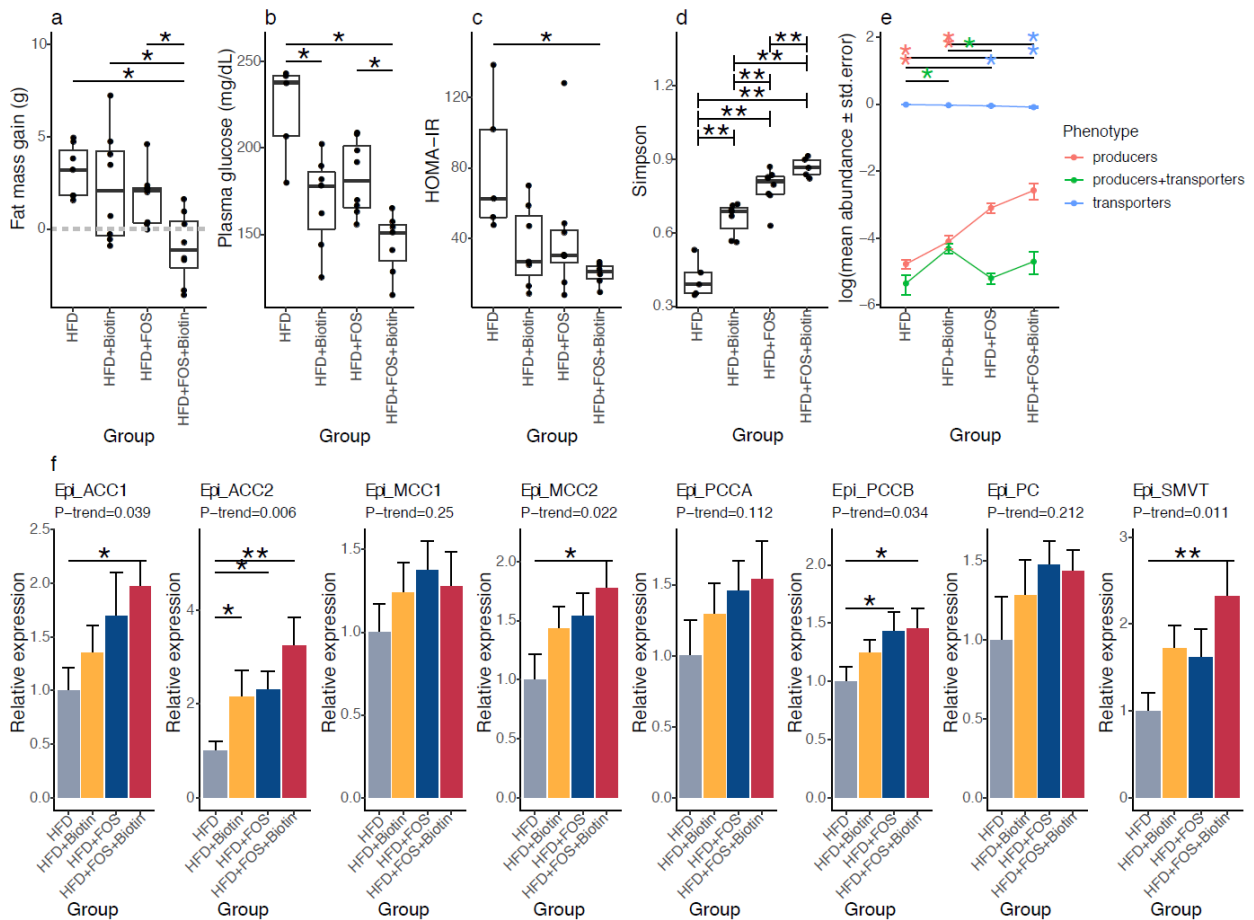 a
Fat mass gain (g)
10
5
0
*
*
*
HFD
HFD+Biotin
HFD+FOS
HFD+FOS+Biotin
Group
b
Plasma glucose (mg/dL)
250
200
150
*
*
*
HFD
HFD+Biotin
HFD+FOS
HFD+FOS+Biotin
Group
c
HOMA−IR
120
80
40
*
HFD
HFD+Biotin
HFD+FOS
HFD+FOS+Biotin
Group
d
Simpson
1.2
0.9
0.6
0.3
**
**
**
**
**
**
HFD
HFD+Biotin
HFD+FOS
HFD+FOS+Biotin
Group
e
log(mean abundance ± std.error)
2
0
−2
−4
−6
* * * *
* * *
* * * *
*
HFD
HFD+Biotin
HFD+FOS
HFD+FOS+Biotin
Group
Phenotype
producers
producers+transporters
transporters
f
Epi_ACC1
P−trend=0.039
Relative expression
2.5
2.0
1.5
1.0
0.5
0.0
*
HFD
HFD+Biotin
HFD+FOS
HFD+FOS+Biotin
Group
Epi_ACC2
P−trend=0.006
Relative expression
4
2
0
**
*
*
HFD
HFD+Biotin
HFD+FOS
HFD+FOS+Biotin
Group
Epi_MCC1
P−trend=0.25
Relative expression
1.5
1.0
0.5
0.0
HFD
HFD+Biotin
HFD+FOS
HFD+FOS+Biotin
Group
Epi_MCC2
P−trend=0.022
Relative expression
2.0
1.5
1.0
0.5
0.0
*
HFD
HFD+Biotin
HFD+FOS
HFD+FOS+Biotin
Group
Epi_PCCA
P−trend=0.112
Relative expression
1.5
1.0
0.5
0.0
HFD
HFD+Biotin
HFD+FOS
HFD+FOS+Biotin
Group
Epi_PCCB
P−trend=0.034
Relative expression
2.0
1.5
1.0
0.5
0.0
*
*
HFD
HFD+Biotin
HFD+FOS
HFD+FOS+Biotin
Group
Epi_PC
P−trend=0.212
Relative expression
1.5
1.0
0.5
0.0
HFD
HFD+Biotin
HFD+FOS
HFD+FOS+Biotin
Group
Epi_SMVT
P−trend=0.011
Relative expression
3
2
1
0
**
HFD
HFD+Biotin
HFD+FOS
HFD+FOS+Biotin
Group